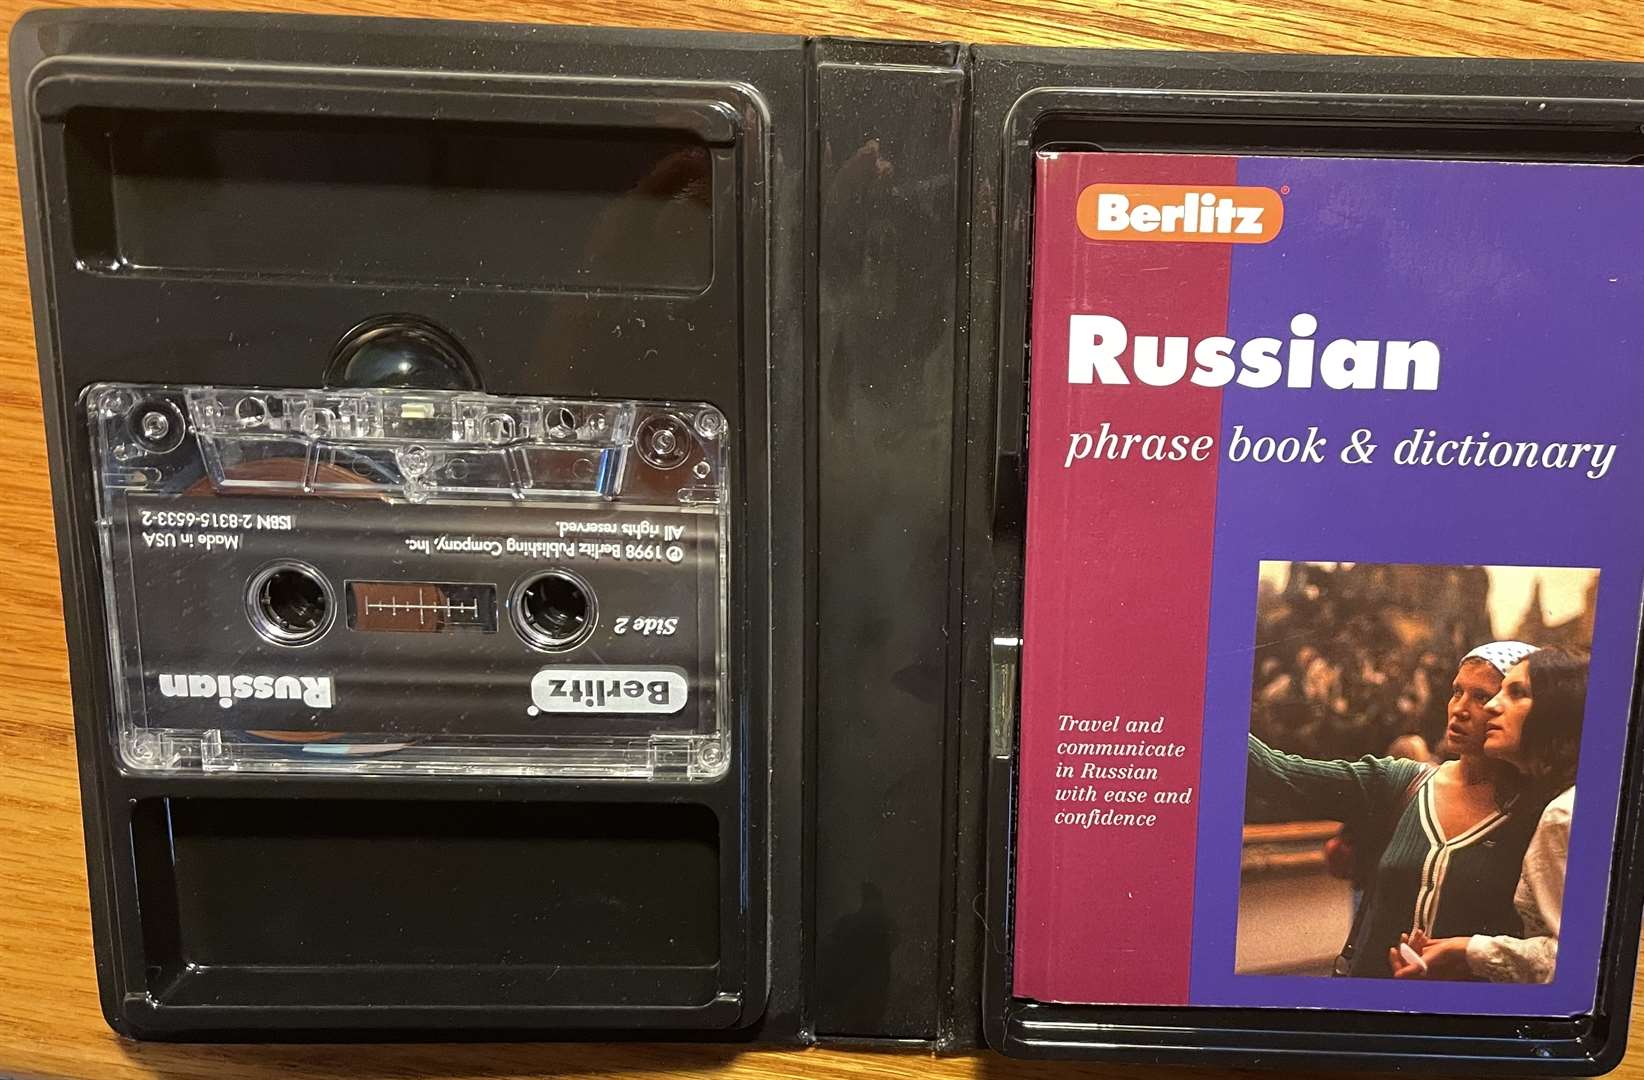 Berlitz
Russian
Side 2
℗ 1998 Berlitz Publishing Company, Inc.
All rights reserved.
Made in USA
ISBN 2-8315-6533-2
Berlitz®
Russian
phrase book & dictionary
Travel and
communicate
in Russian
with ease and
confidence